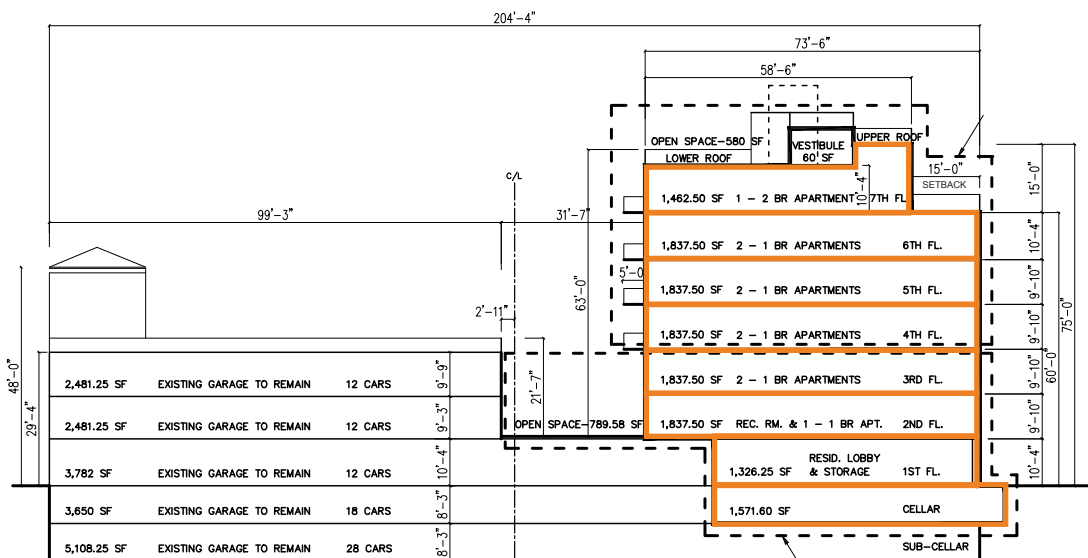 204'-4"
73'-6"
58'-6"
OPEN SPACE-580 SF
VESTIBULE
60 SF
UPPER ROOF
LOWER ROOF
15'-0"
SETBACK
15'-0"
C/L
10'-4"
1,462.50 SF 1 - 2 BR APARTMENT 7TH FL.
99'-3"
31'-7"
1,837.50 SF 2 - 1 BR APARTMENTS 6TH FL.
10'-4"
5'-0
1,837.50 SF 2 - 1 BR APARTMENTS 5TH FL.
9'-10"
63'-0"
75'-0"
2'-11"
1,837.50 SF 2 - 1 BR APARTMENTS 4TH FL.
9'-10"
60'-0"
48'-0"
29'-4"
2,481.25 SF EXISTING GARAGE TO REMAIN 12 CARS
9'-9"
21'-7"
1,837.50 SF 2 - 1 BR APARTMENTS 3RD FL.
9'-10"
2,481.25 SF EXISTING GARAGE TO REMAIN 12 CARS
9'-3"
OPEN SPACE-789.58 SF
1,837.50 SF REC. RM. & 1 - 1 BR APT. 2ND FL.
9'-10"
3,782 SF EXISTING GARAGE TO REMAIN 12 CARS
10'-4"
RESID. LOBBY
1,326.25 SF & STORAGE 1ST FL.
10'-4"
3,650 SF EXISTING GARAGE TO REMAIN 18 CARS
8'-3"
1,571.60 SF CELLAR
5,108.25 SF EXISTING GARAGE TO REMAIN 28 CARS
8'-3"
SUB-CELLAR